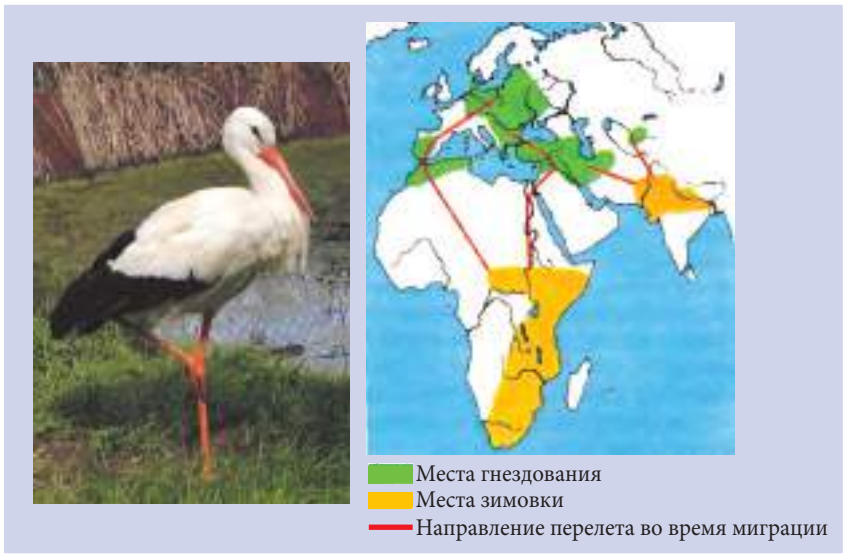 Места гнездования
Места зимовки
Направление перелета во время миграции